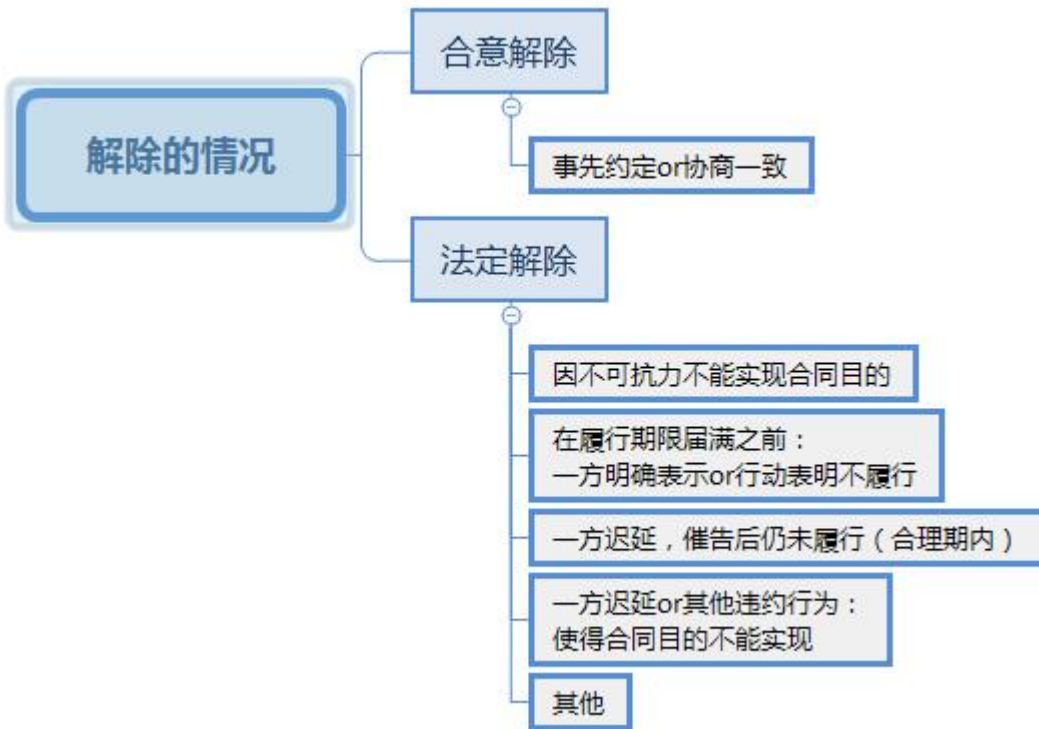 解除的情况
合意解除
事先约定or协商一致
法定解除
因不可抗力不能实现合同目的
在履行期限届满之前：
一方明确表示or行动表明不履行
一方迟延，催告后仍未履行（合理期内）
一方迟延or其他违约行为：
使得合同目的不能实现
其他